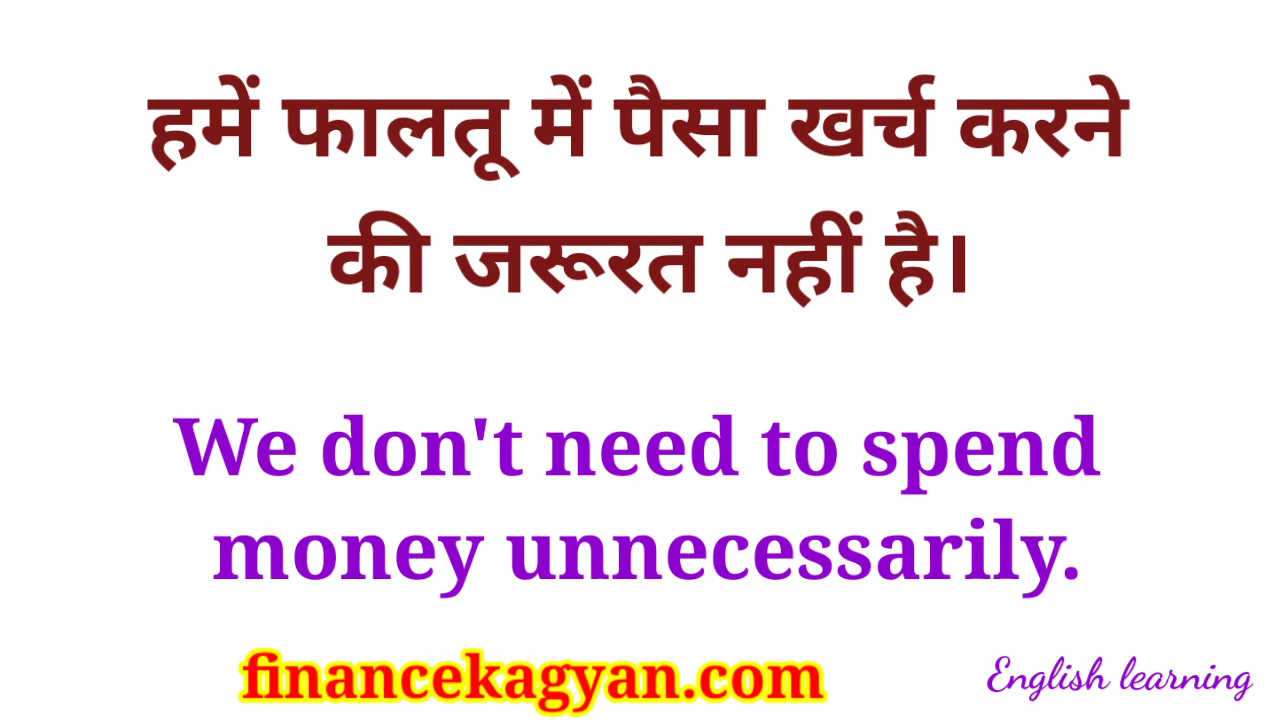 हमें फालतू में पैसा खर्च करने
की जरूरत नहीं है।
We don't need to spend
money unnecessarily.
financekagyan.com
English learning